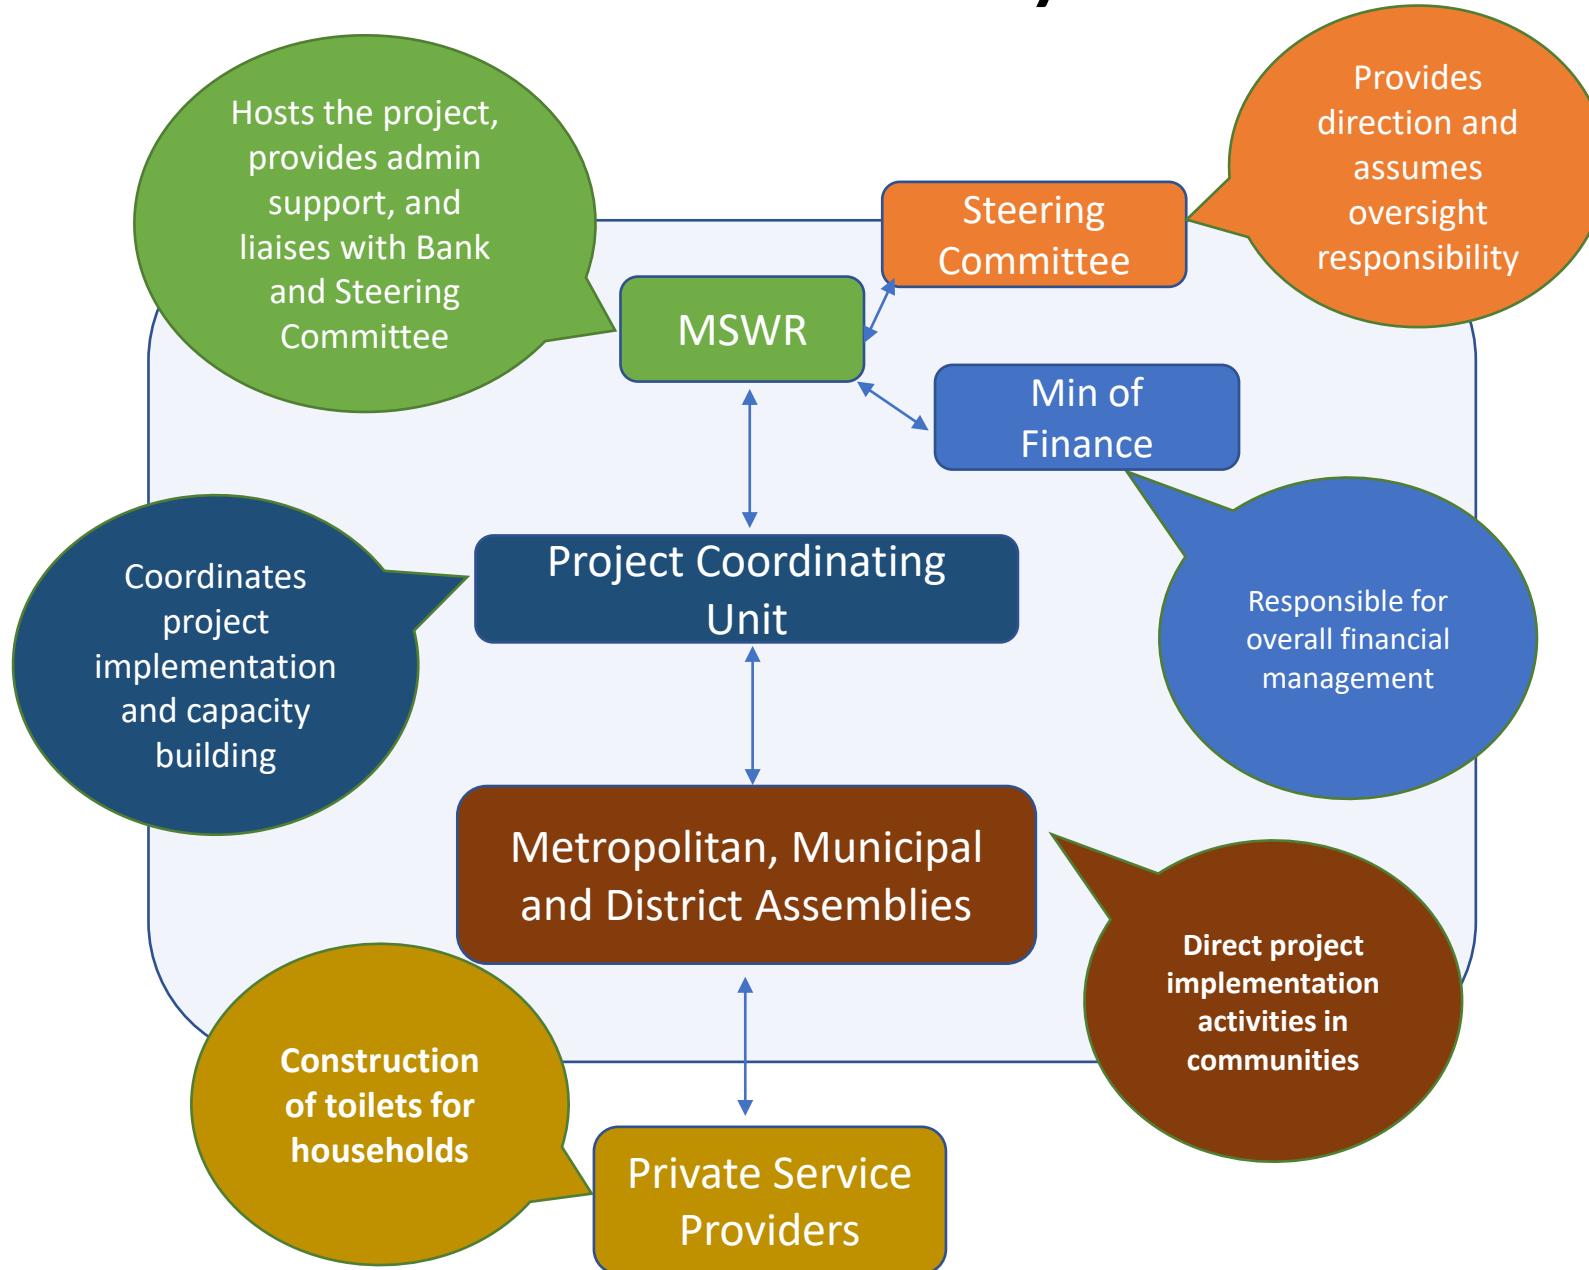 Hosts the project,
provides admin
support, and
liaises with Bank
and Steering
Committee
Provides
direction and
assumes
oversight
responsibility
Steering
Committee
MSWR
Min of
Finance
Project Coordinating
Unit
Coordinates
project
implementation
and capacity
building
Responsible for
overall financial
management
Metropolitan, Municipal
and District Assemblies
Direct project
implementation
activities in
communities
Construction
of toilets for
households
Private Service
Providers